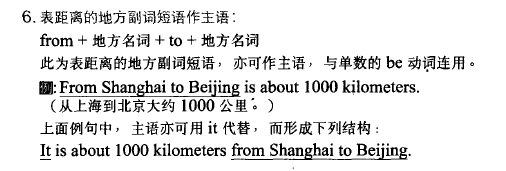 6. 表距离的地方副词短语作主语：
from + 地方名词 + to + 地方名词
此为表距离的地方副词短语，亦可作主语，与单数的 be 动词连用。
例: From Shanghai to Beijing is about 1000 kilometers.
（从上海到北京大约 1000 公里。）
上面例句中，主语亦可用 it 代替，而形成下列结构：
It is about 1000 kilometers from Shanghai to Beijing.